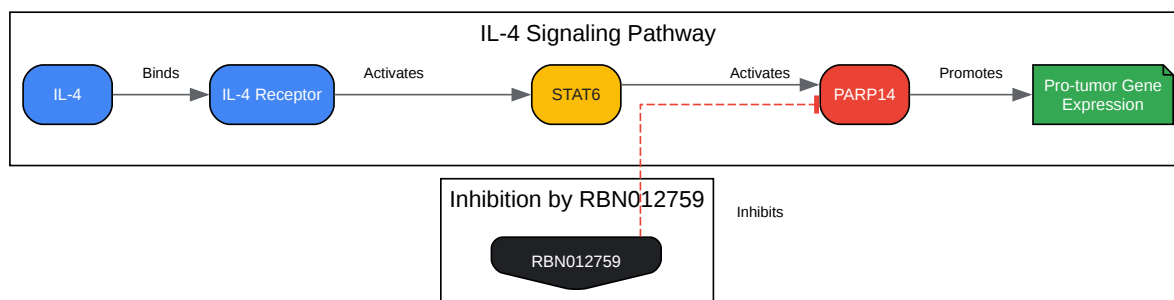 IL-4 Signaling Pathway
IL-4
Binds
IL-4 Receptor
Activates
STAT6
Activates
PARP14
Promotes
Pro-tumor Gene
Expression
Inhibition by RBN012759
Inhibits
RBN012759